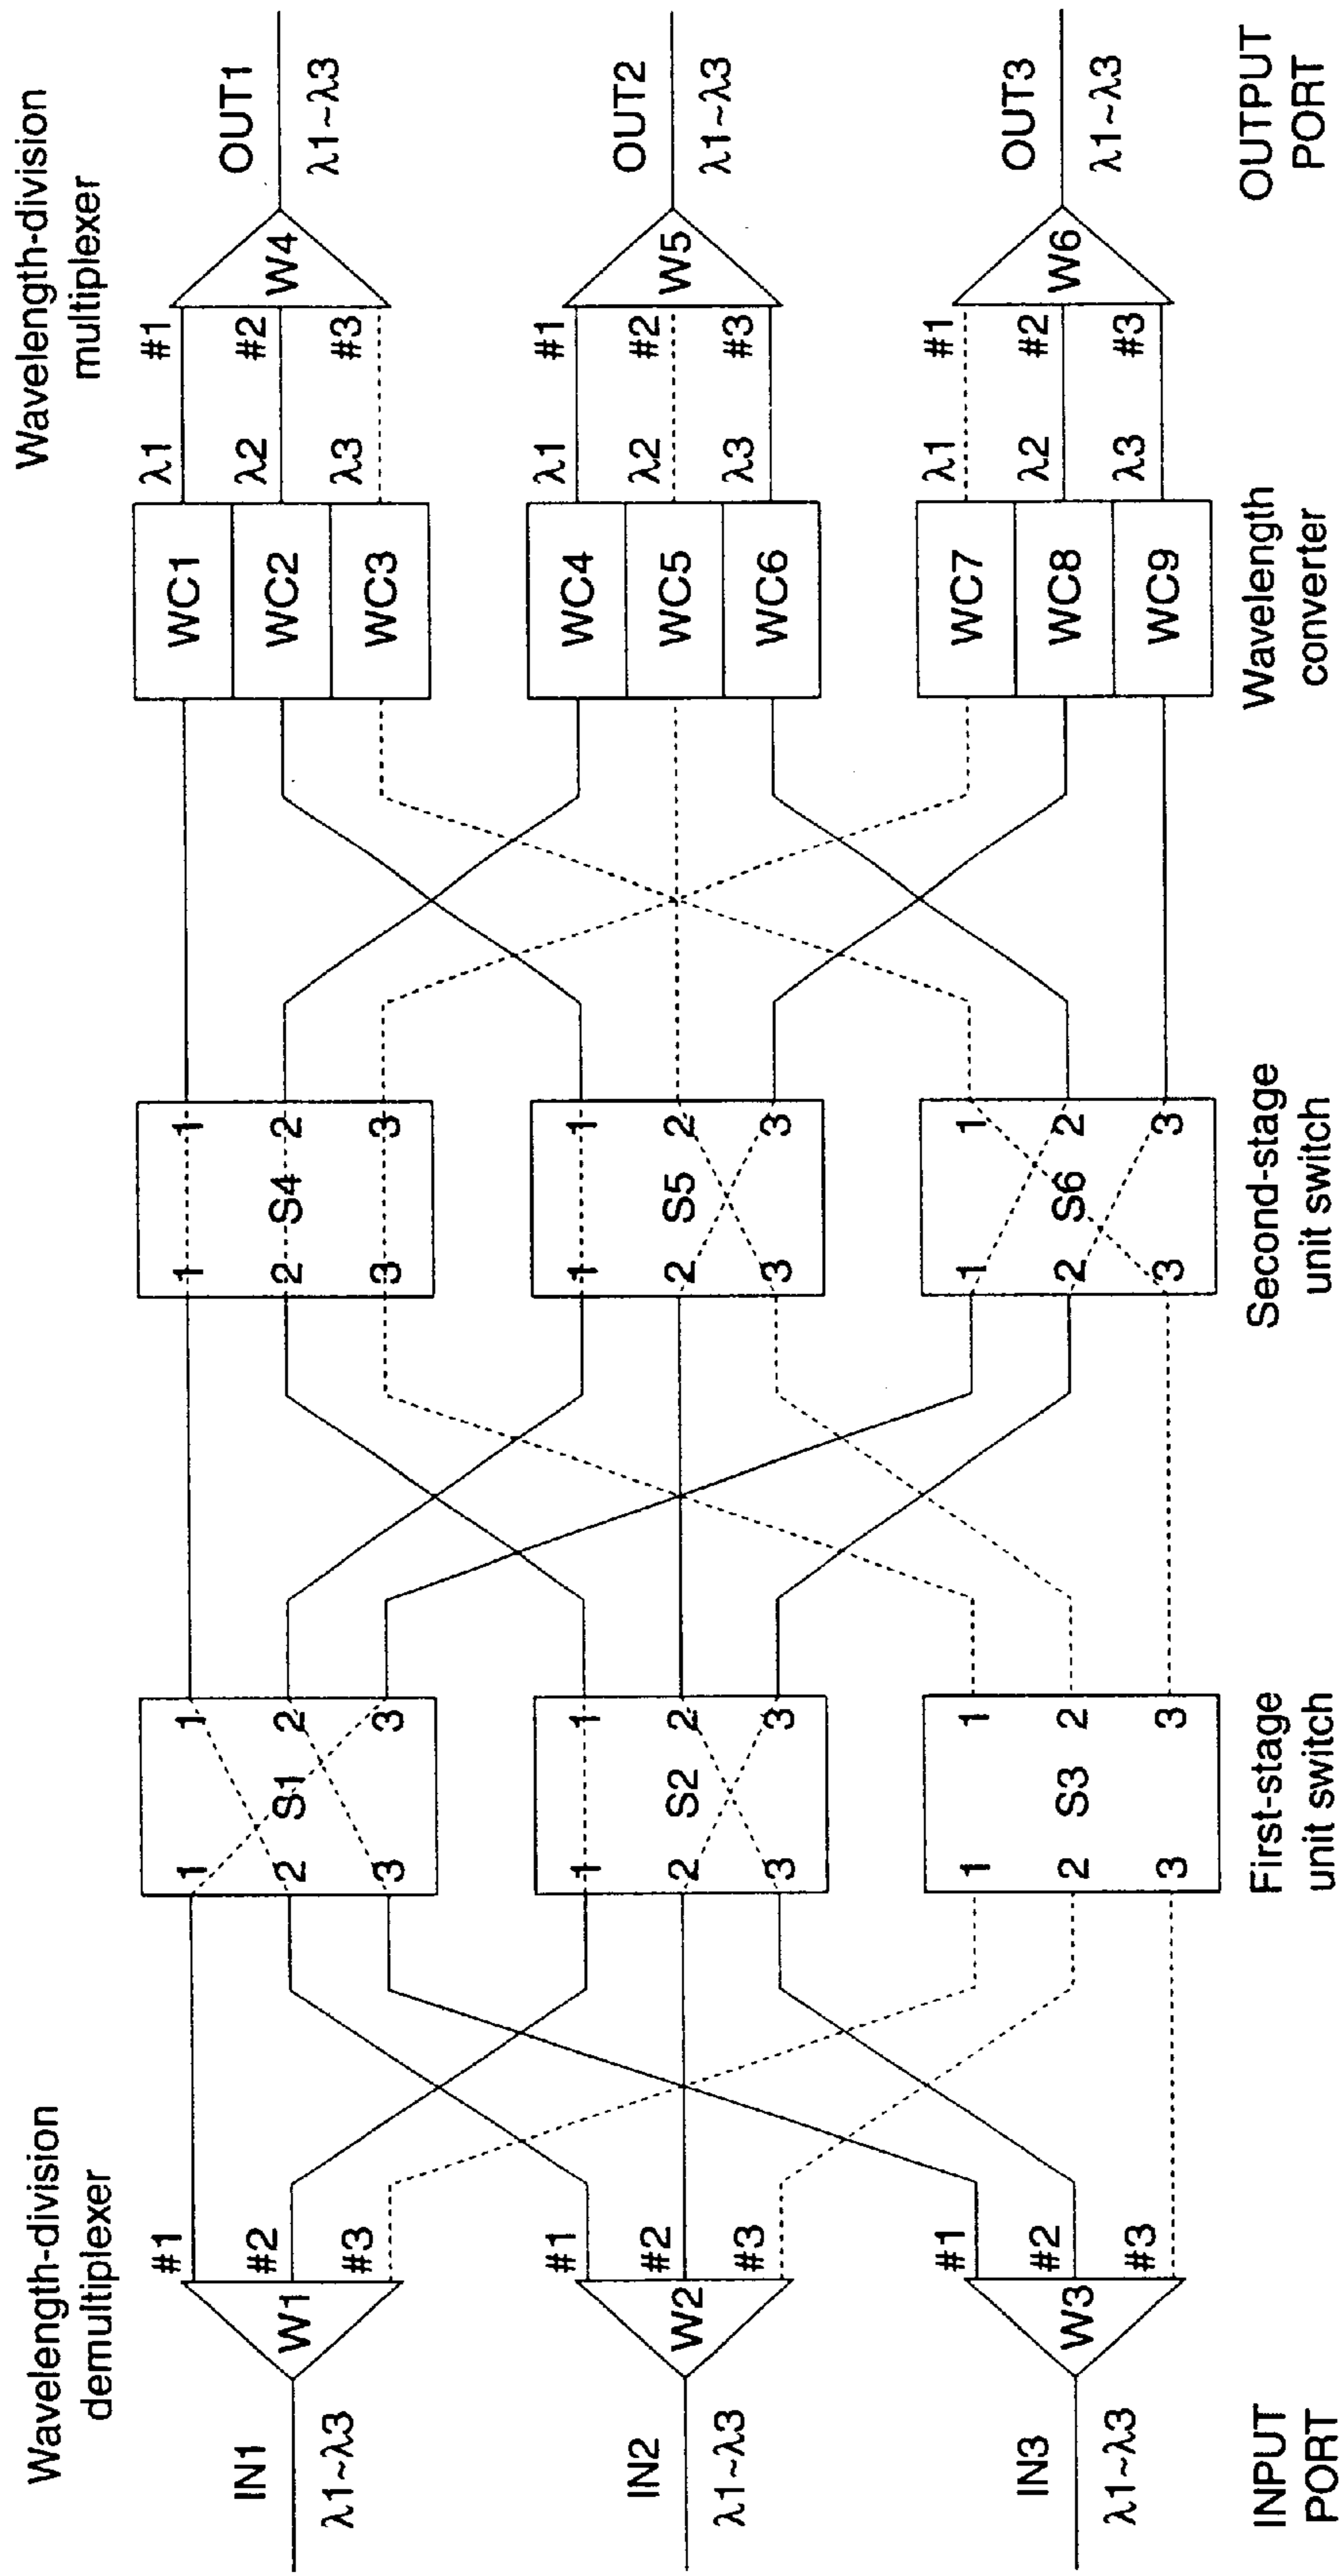 Wavelength-division
demultiplexer
Wavelength-division
multiplexer
IN1
λ1~λ3
W1
#1
#2
#3
1
2
3
S1
1
2
3
1
2
3
S4
1
2
3
WC1
WC2
WC3
λ1
λ2
λ3
#1
#2
#3
W4
OUT1
λ1~λ3
IN2
λ1~λ3
W2
#1
#2
#3
1
2
3
S2
1
2
3
1
2
3
S5
1
2
3
WC4
WC5
WC6
λ1
λ2
λ3
#1
#2
#3
W5
OUT2
λ1~λ3
IN3
λ1~λ3
W3
#1
#2
#3
1
2
3
S3
1
2
3
1
2
3
S6
1
2
3
WC7
WC8
WC9
λ1
λ2
λ3
#1
#2
#3
W6
OUT3
λ1~λ3
INPUT
PORT
First-stage
unit switch
Second-stage
unit switch
Wavelength
converter
OUTPUT
PORT